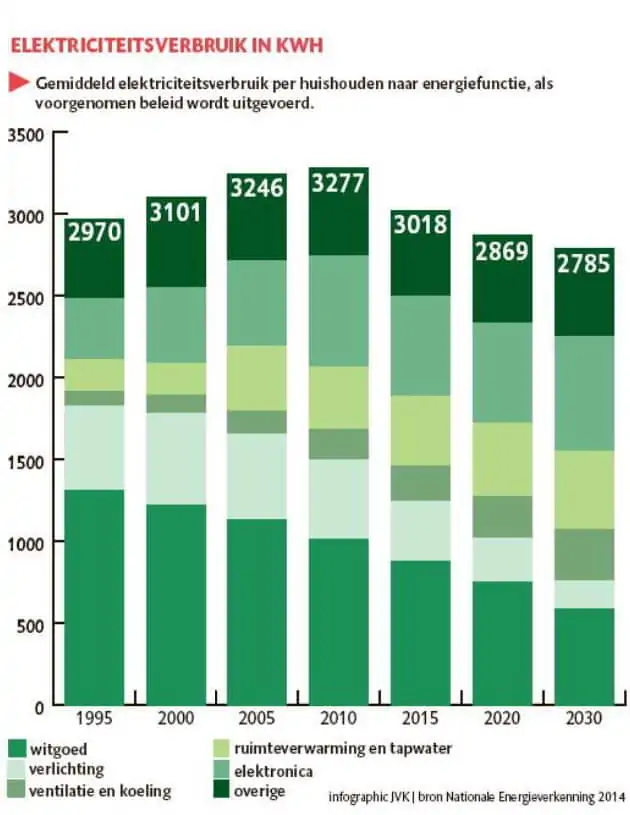 ELEKTRICITEITSVERBRUIK IN KWH
Gemiddeld elektriciteitsverbruik per huishouden naar energiefunctie, als
voorgenomen beleid wordt uitgevoerd.
3500
3000
2500
2000
1500
1000
500
0
2970
3101
3246
3277
3018
2869
2785
1995
2000
2005
2010
2015
2020
2030
witgoed
verlichting
ventilatie en koeling
ruimteverwarming en tapwater
elektronica
overige
infographic JVK | bron Nationale Energieverkenning 2014